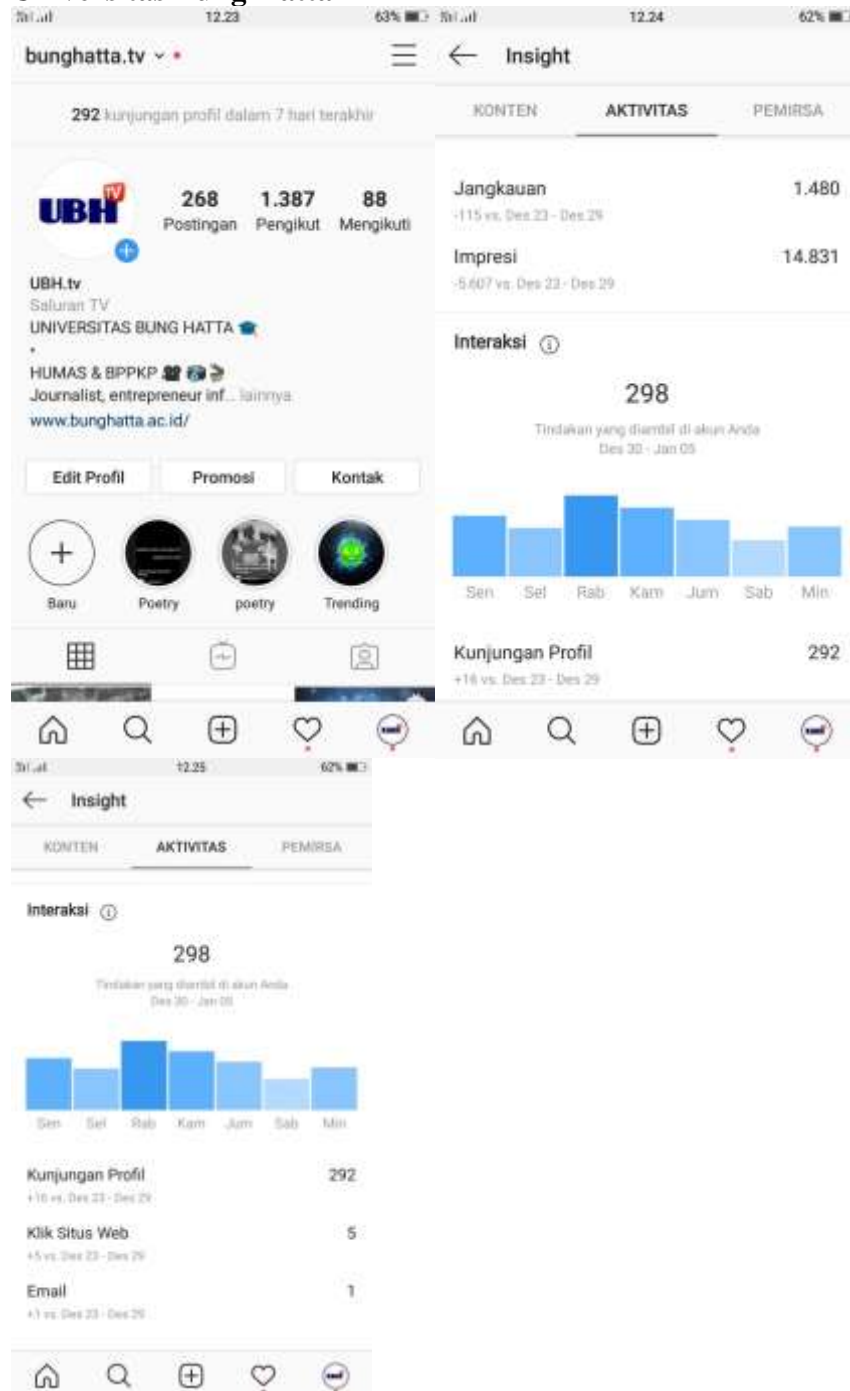 12.23
63%
bunghatta.tv
292 kunjungan profil dalam 7 hari terakhir
UBH TV
268 1.387 88
Postingan Pengikut Mengikuti
UBH.tv
Saluran TV
UNIVERSITAS BUNG HATTA
•
HUMAS & BPPKP
Journalist, entrepreneur inf... lainnya
www.bunghatta.ac.id/
Edit Profil Promosi Kontak
Baru Poetry poetry Trending
12.24
62%
Insight
KONTEN AKTIVITAS PEMIRSA
Jangkauan 1.480
-115 vs. Des 23 - Des 29
Impresi 14.831
-5.607 vs. Des 23 - Des 29
Interaksi
298
Tindakan yang diambil di akun Anda
Des 30 - Jan 05
Sen Sel Rab Kam Jum Sab Min
Kunjungan Profil 292
+16 vs. Des 23 - Des 29
12.25
62%
Insight
KONTEN AKTIVITAS PEMIRSA
Interaksi
298
Tindakan yang diambil di akun Anda
Des 30 - Jan 05
Sen Sel Rab Kam Jum Sab Min
Kunjungan Profil 292
+16 vs. Des 23 - Des 29
Klik Situs Web 5
+5 vs. Des 23 - Des 29
Email 1
+1 vs. Des 23 - Des 29